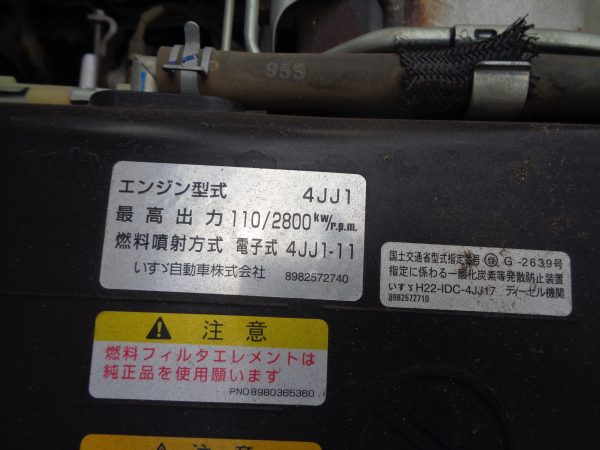 955
エンジン型式 4JJ1
最高出力 110/2800kw/r.p.m.
燃料噴射方式 電子式 4JJ1-11
いすゞ自動車株式会社 8982572740
国土交通省型式指定番号 G-2639号
指定に係わる一酸化炭素等発散防止装置
いすゞH22-IDC-4JJ17 ディーゼル機関
8982572710
注意
燃料フィルタエレメントは
純正品を使用願います
PNO8980365360
注意